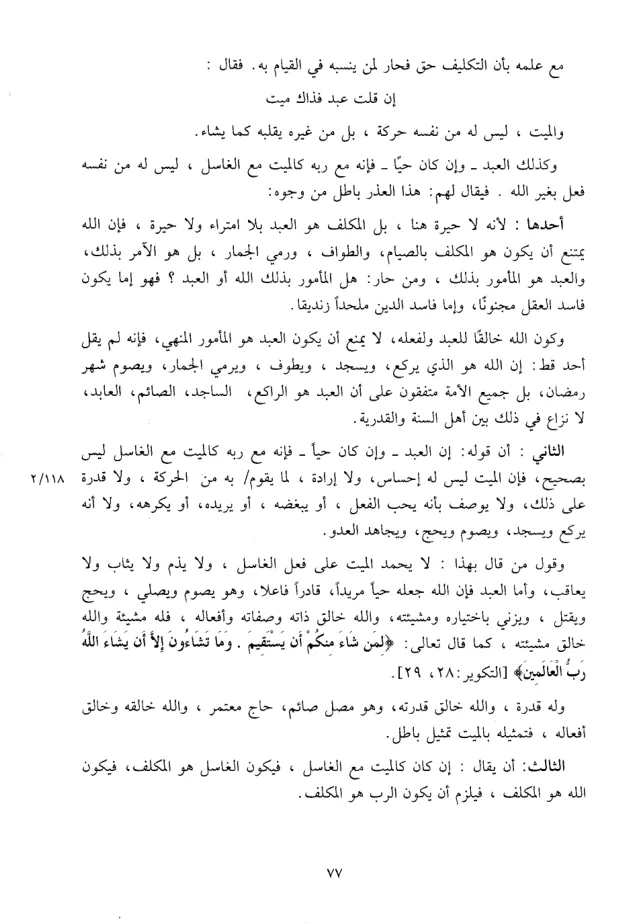 مع علمه بأن التكليف حق فحار لمن ينسبه في القيام به. فقال :
إن قلت عبد فذاك ميت
والميت ، ليس له من نفسه حركة ، بل من غيره يقلبه كما يشاء.
وكذلك العبد ـ وإن كان حيًا ـ فإنه مع ربه كالميت مع الغاسل ، ليس له من نفسه
فعل بغير الله . فيقال لهم: هذا العذر باطل من وجوه:
أحدها : لأنه لا حيرة هنا ، بل المكلف هو العبد بلا امتراء ولا حيرة ، فإن الله
يمتنع أن يكون هو المكلف بالصيام، والطواف ، ورمي الجمار ، بل هو الآمر بذلك،
والعبد هو المأمور بذلك ، ومن حار: هل المأمور بذلك الله أو العبد ؟ فهو إما يكون
فاسد العقل مجنونًا، وإما فاسد الدين ملحداً زنديقا.
وكون الله خالقًا للعبد ولفعله، لا يمنع أن يكون العبد هو المأمور المنهي، فإنه لم يقل
أحد قط: إن الله هو الذي يركع، ويسجد ، ويطوف ، ويرمي الجمار، ويصوم شهر
رمضان، بل جميع الأمة متفقون على أن العبد هو الراكع، الساجد، الصائم، العابد،
لا نزاع في ذلك بين أهل السنة والقدرية.
الثاني : أن قوله: إن العبد ـ وإن كان حياً ـ فإنه مع ربه كالميت مع الغاسل ليس
بصحيح، فإن الميت ليس له إحساس، ولا إرادة ، لما يقوم/ به من الحركة ، ولا قدرة ٢/١١٨
على ذلك، ولا يوصف بأنه يحب الفعل ، أو يبغضه ، أو يريده، أو يكرهه، ولا أنه
يركع ويسجد، ويصوم ويحج، ويجاهد العدو.
وقول من قال بهذا : لا يحمد الميت على فعل الغاسل ، ولا يذم ولا يثاب ولا
يعاقب، وأما العبد فإن الله جعله حياً مريداً، قادراً فاعلا، وهو يصوم ويصلي ، ويحج
ويقتل ، ويزني باختياره ومشيئته، والله خالق ذاته وصفاته وأفعاله ، فله مشيئة والله
خالق مشيئته ، كما قال تعالى: ﴿لِمَن شَاءَ مِنكُمْ أَن يَسْتَقِيمَ . وَمَا تَشَاءُونَ إِلاَّ أَن يَشَاءَ اللَّهُ
رَبُّ الْعَالَمِينَ﴾ [التكوير:٢٨، ٢٩].
وله قدرة ، والله خالق قدرته، وهو مصل صائم، حاج معتمر ، والله خالقه وخالق
أفعاله ، فتمثيله بالميت تمثيل باطل.
الثالث: أن يقال : إن كان كالميت مع الغاسل ، فيكون الغاسل هو المكلف، فيكون
الله هو المكلف ، فيلزم أن يكون الرب هو المكلف.
٧٧